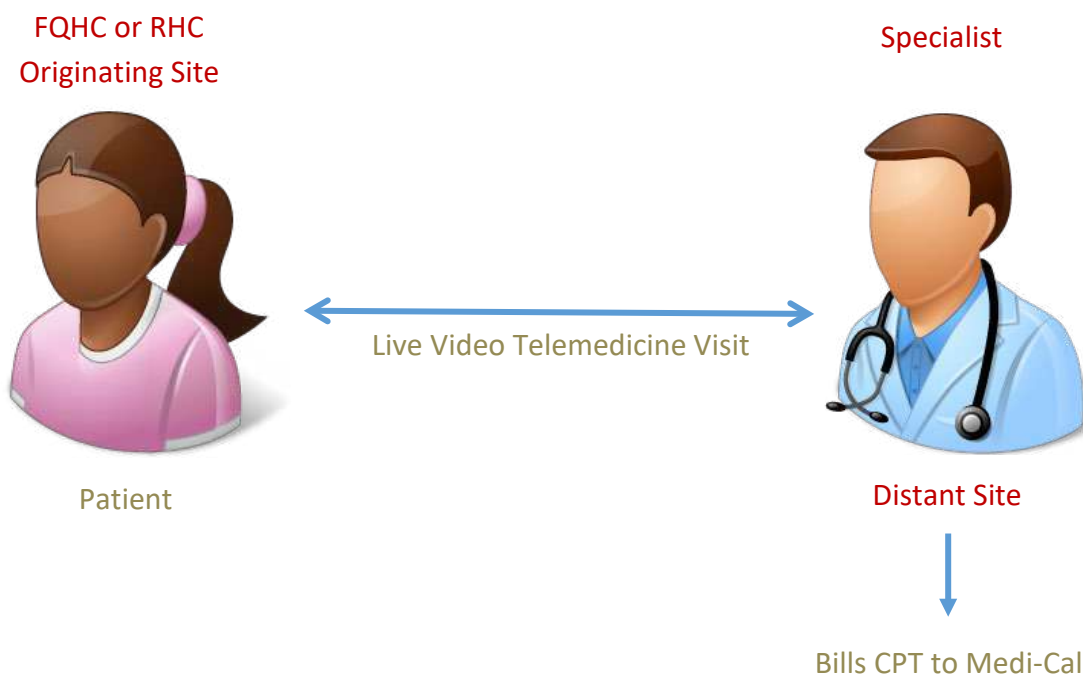 FQHC or RHC
Originating Site
Specialist
Live Video Telemedicine Visit
Patient
Distant Site
Bills CPT to Medi-Cal